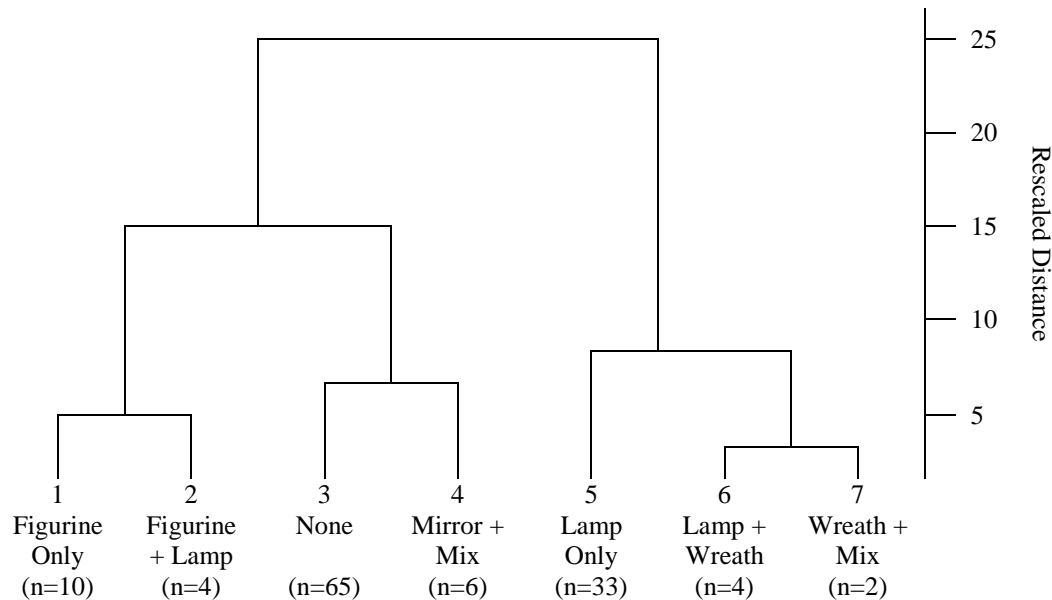 25
20
15
10
5
Rescaled Distance
1 2 3 4 5 6 7
Figurine Figurine None Mirror + Lamp Lamp + Wreath +
Only + Lamp Mix Only Wreath Mix
(n=10) (n=4) (n=65) (n=6) (n=33) (n=4) (n=2)